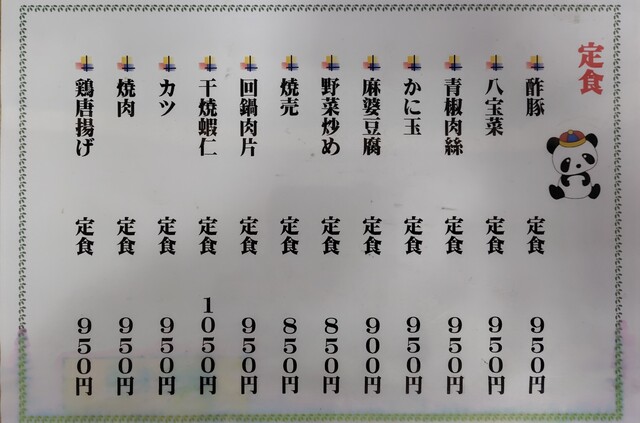 定食
酢豚 定食 950円
八宝菜 定食 950円
青椒肉絲 定食 950円
かに玉 定食 950円
麻婆豆腐 定食 900円
野菜炒め 定食 850円
焼売 定食 850円
回鍋肉片 定食 950円
干焼蝦仁 定食 1050円
カツ 定食 950円
焼肉 定食 950円
鶏唐揚げ 定食 950円